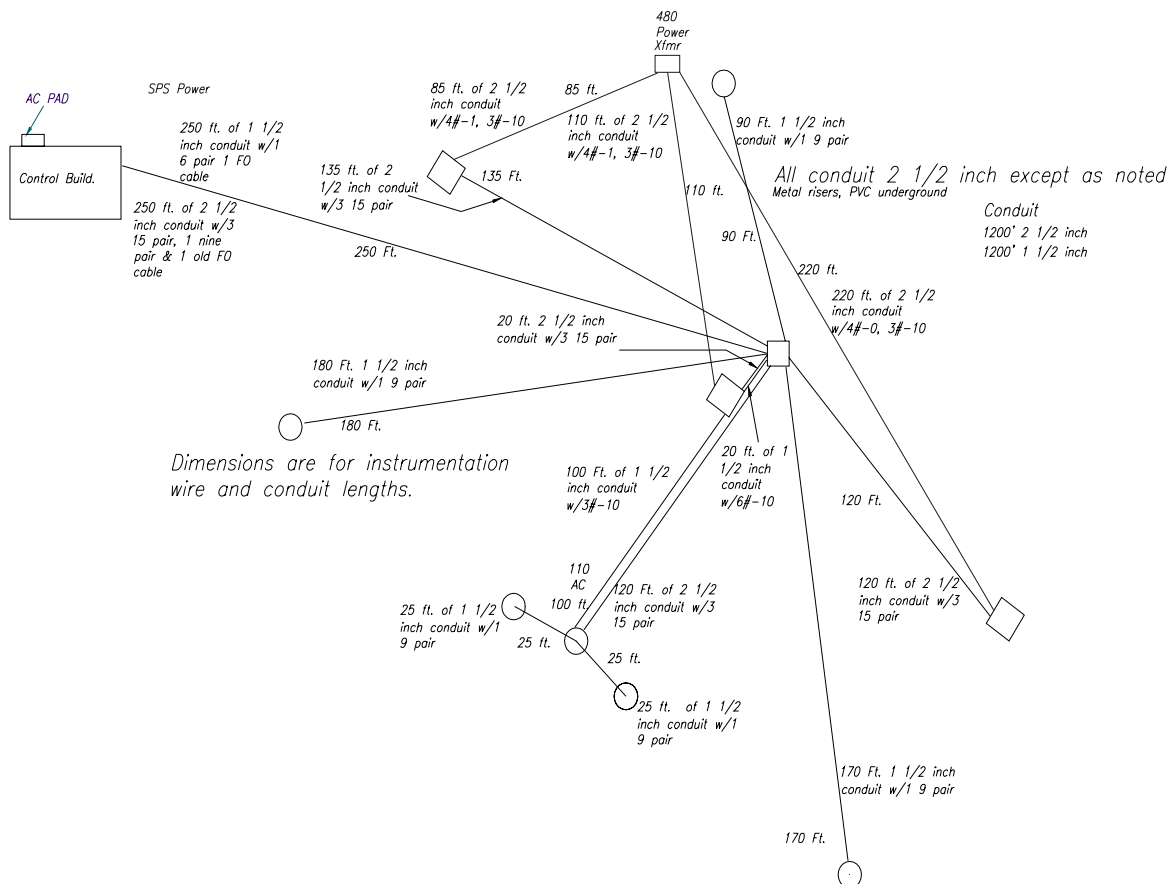 480
Power
Xfmr
SPS Power
AC PAD
Control Build.
250 ft. of 1 1/2
inch conduit w/1
6 pair 1 FO
cable
250 ft. of 2 1/2
inch conduit w/3
15 pair, 1 nine
pair & 1 old FO
cable
250 Ft.
85 ft. of 2 1/2
inch conduit
w/4#-1, 3#-10
85 ft.
110 ft. of 2 1/2
inch conduit
w/4#-1, 3#-10
110 ft.
90 Ft. 1 1/2 inch
conduit w/1 9 pair
90 Ft.
135 ft. of 2
1/2 inch conduit
w/3 15 pair
135 Ft.
All conduit 2 1/2 inch except as noted
Metal risers, PVC underground
Conduit
1200' 2 1/2 inch
1200' 1 1/2 inch
220 ft.
220 ft. of 2 1/2
inch conduit
w/4#-0, 3#-10
20 ft. 2 1/2 inch
conduit w/3 15 pair
180 Ft. 1 1/2 inch
conduit w/1 9 pair
180 Ft.
Dimensions are for instrumentation
wire and conduit lengths.
100 Ft. of 1 1/2
inch conduit
w/3#-10
20 ft. of 1
1/2 inch
conduit
w/6#-10
120 Ft.
110
AC
100 ft.
120 Ft. of 2 1/2
inch conduit w/3
15 pair
120 ft. of 2 1/2
inch conduit w/3
15 pair
25 ft. of 1 1/2
inch conduit w/1
9 pair
25 ft.
25 ft.
25 ft. of 1 1/2
inch conduit w/1
9 pair
170 Ft. 1 1/2 inch
conduit w/1 9 pair
170 Ft.